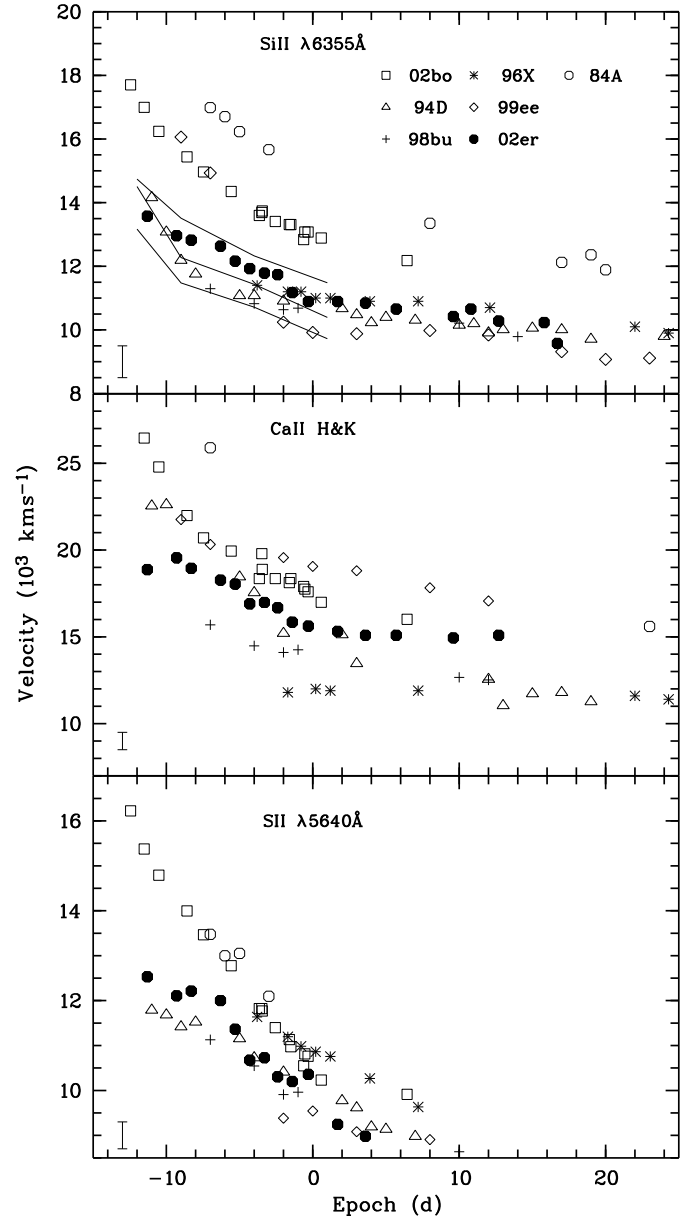 20
SiII λ6355Å
18
02bo
96X
84A
94D
99ee
98bu
02er
16
14
12
10
8
CaII H&K
25
20
15
10
Velocity (10³ kms⁻¹)
SII λ5640Å
16
14
12
10
−10
0
10
20
Epoch (d)